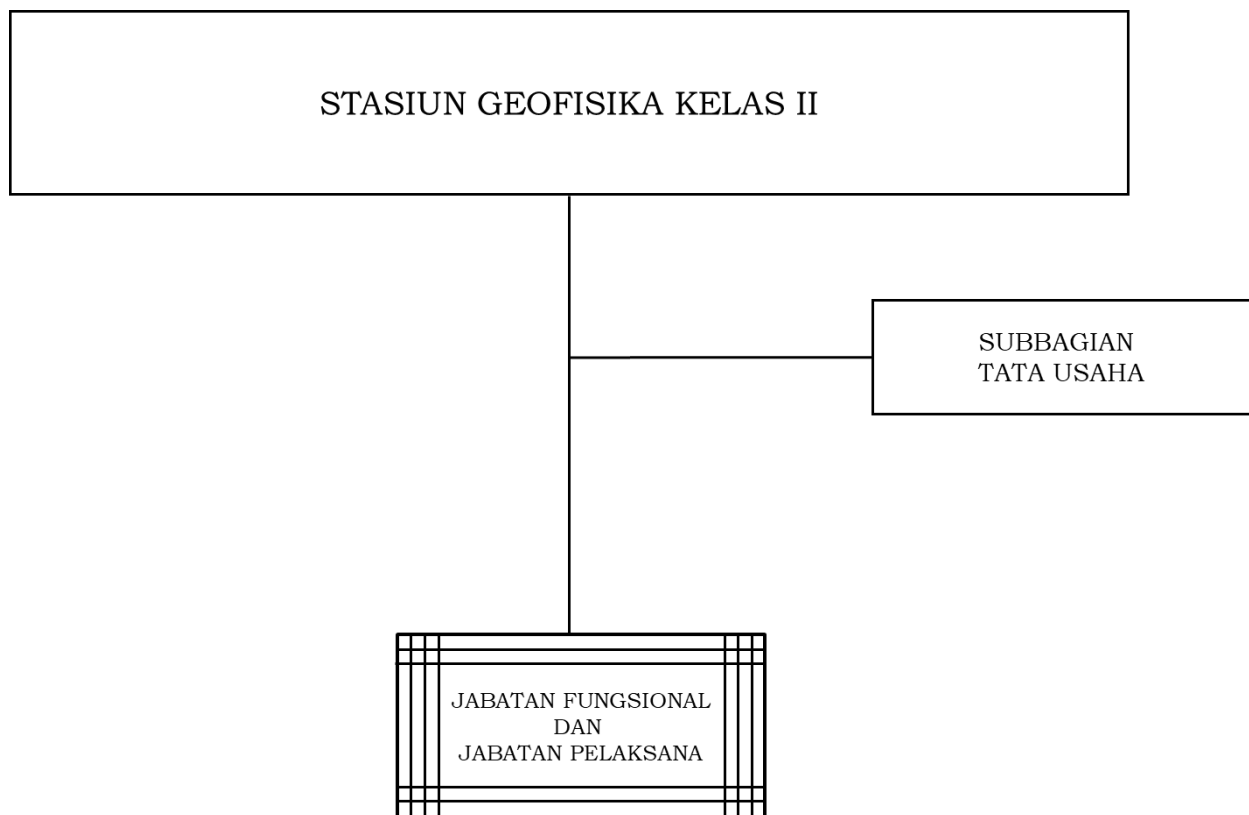 STASIUN GEOFISIKA KELAS II
SUBBAGIAN
TATA USAHA
JABATAN FUNGSIONAL
DAN
JABATAN PELAKSANA